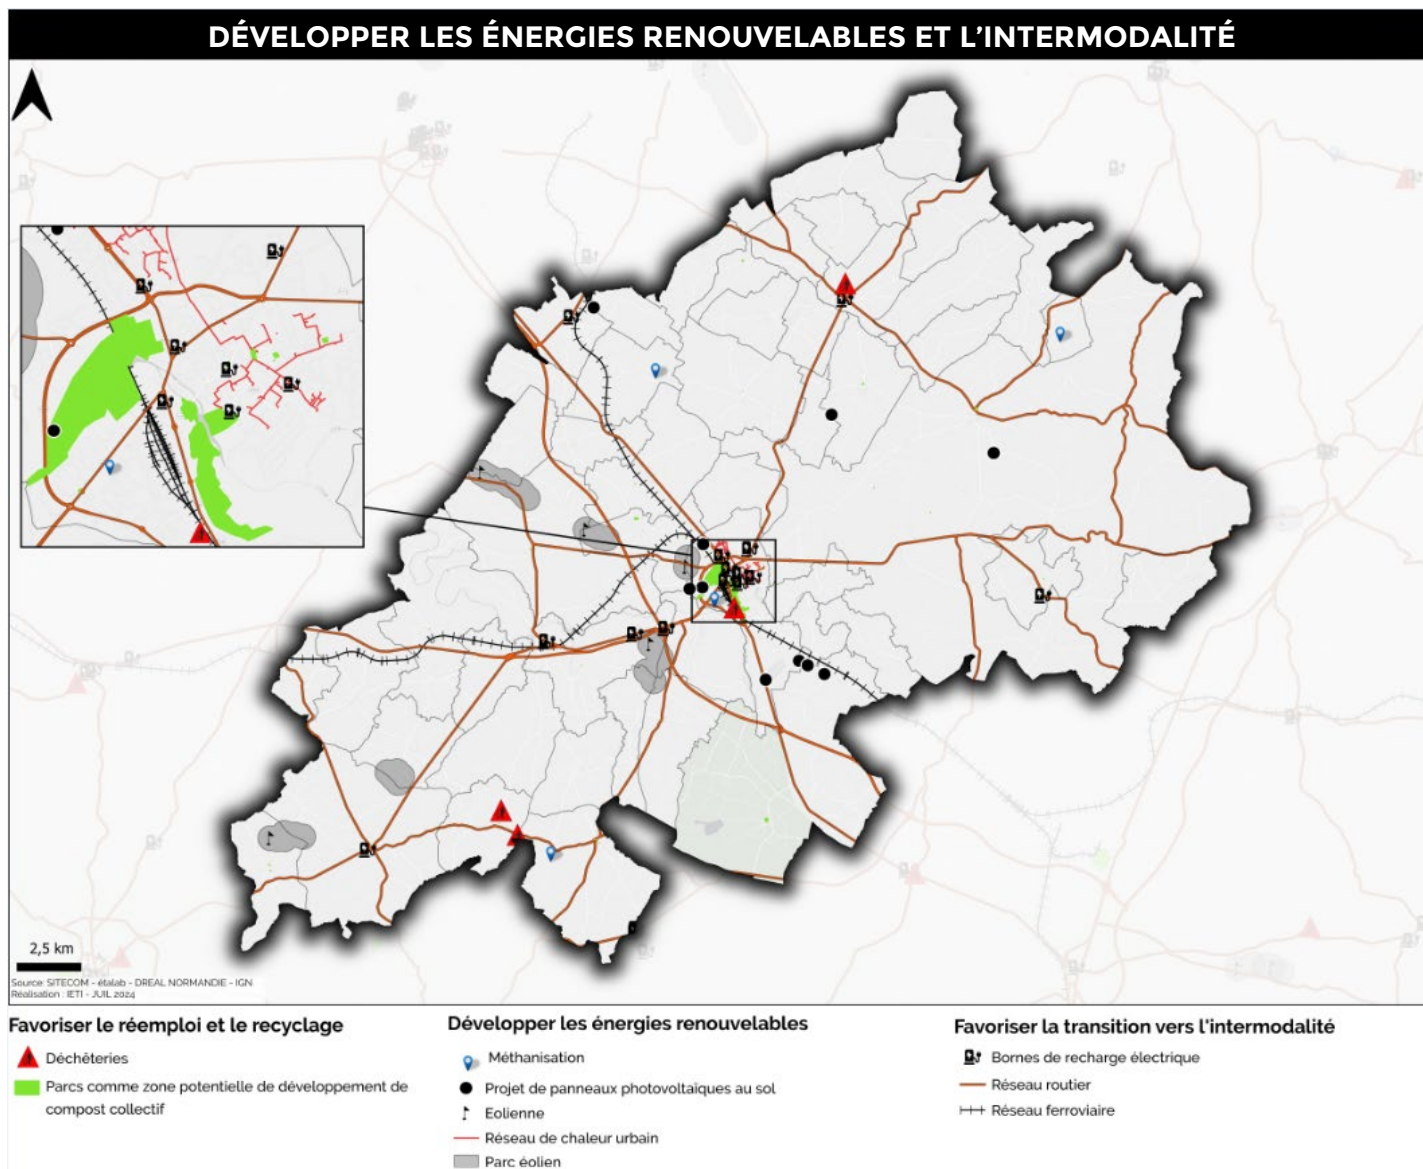 DÉVELOPPER LES ÉNERGIES RENOUVELABLES ET L'INTERMODALITÉ
2,5 km
Source: SITECOM - étalab - DREAL NORMANDIE - IGN
Réalisation : IETI - JUIL 2024
Favoriser le réemploi et le recyclage
Déchêteries
Parcs comme zone potentielle de développement de
compost collectif
Développer les énergies renouvelables
Méthanisation
Projet de panneaux photovoltaïques au sol
Eolienne
Réseau de chaleur urbain
Parc éolien
Favoriser la transition vers l'intermodalité
Bornes de recharge électrique
Réseau routier
Réseau ferroviaire